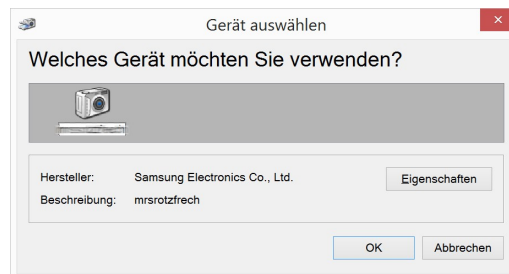 Gerät auswählen
Welches Gerät möchten Sie verwenden?
Hersteller: Samsung Electronics Co., Ltd.
Eigenschaften
Beschreibung: mrsrotzfrech
OK Abbrechen